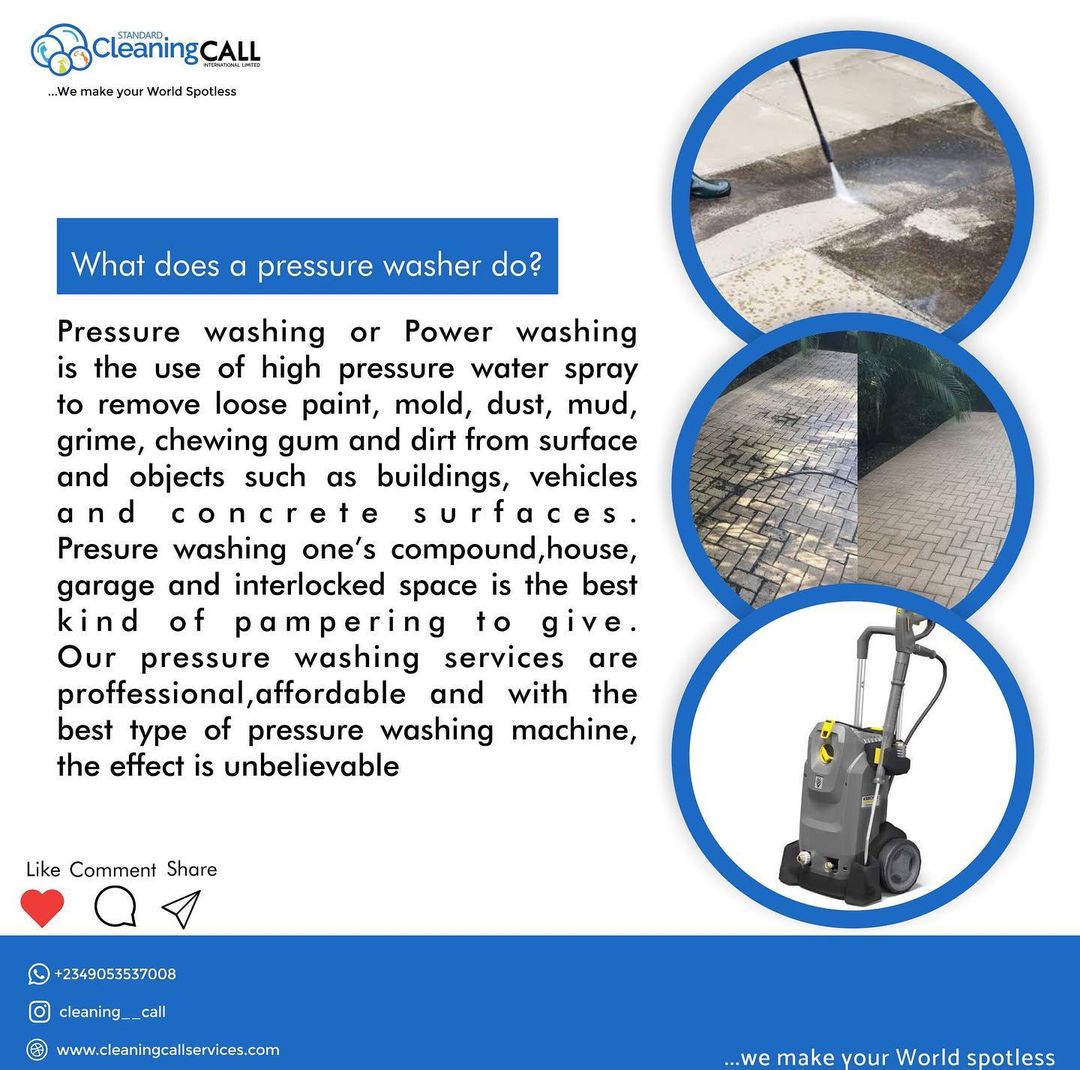 STANDARD
CleaningCALL
INTERNATIONAL LIMITED
...We make your World Spotless
What does a pressure washer do?
Pressure washing or Power washing
is the use of high pressure water spray
to remove loose paint, mold, dust, mud,
grime, chewing gum and dirt from surface
and objects such as buildings, vehicles
and concrete surfaces.
Presure washing one’s compound,house,
garage and interlocked space is the best
kind of pampering to give.
Our pressure washing services are
proffessional,affordable and with the
best type of pressure washing machine,
the effect is unbelievable
Like Comment Share
+2349053537008
cleaning__call
www.cleaningcallservices.com
...we make your World spotless